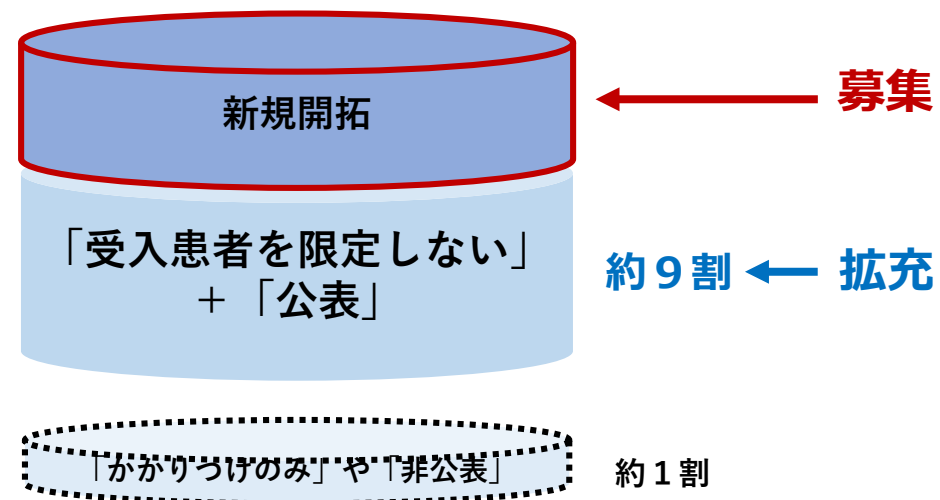 新規開拓
募集
「受入患者を限定しない」
＋「公表」
約９割
拡充
「かかりつけのみ」や「非公表」
約１割